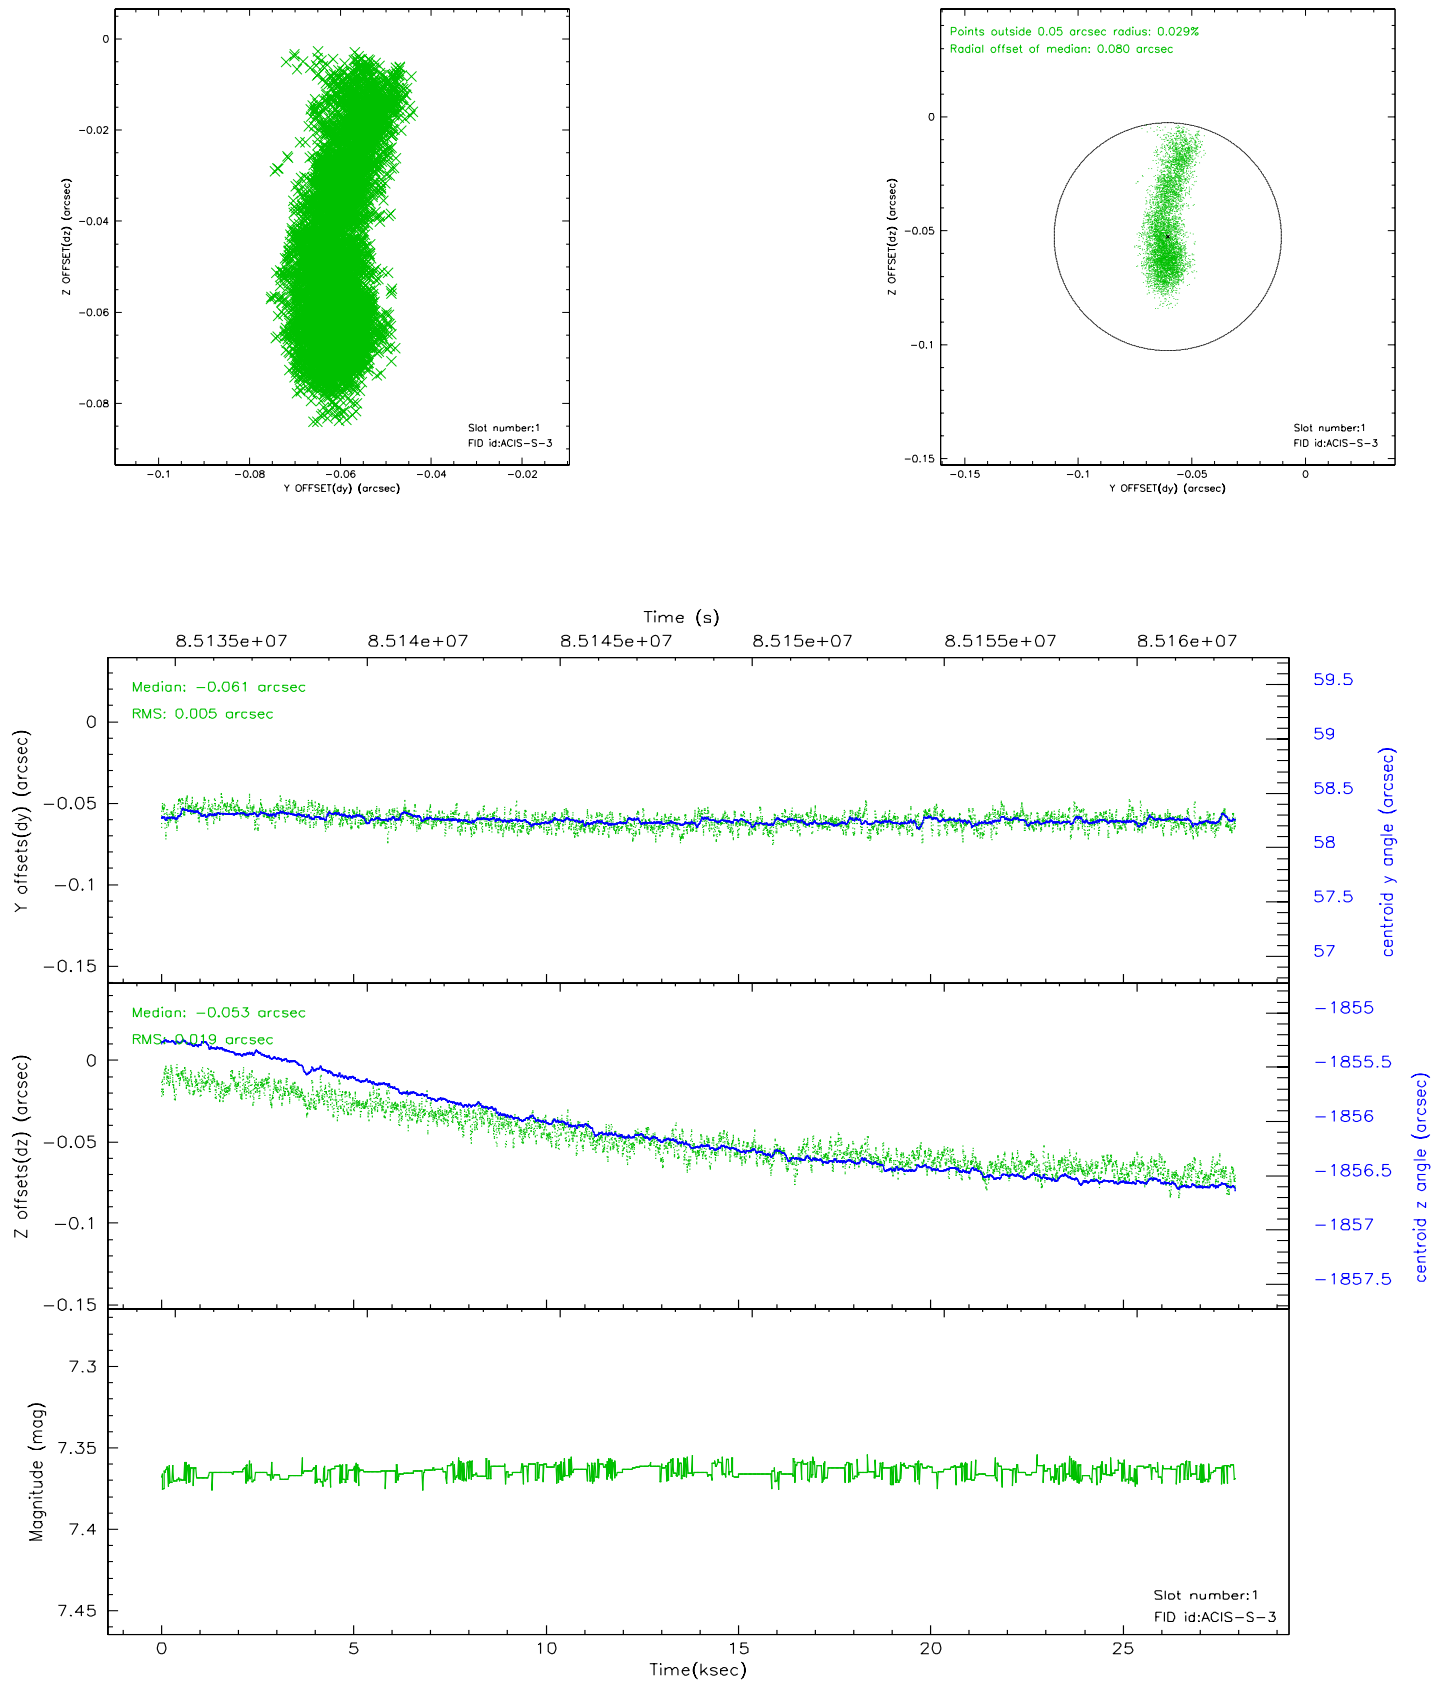 0
-0.02
-0.04
-0.06
-0.08
Z OFFSET(dz) (arcsec)
Slot number:1
FID id:ACIS-S-3
-0.1 -0.08 -0.06 -0.04 -0.02
Y OFFSET(dy) (arcsec)
Points outside 0.05 arcsec radius: 0.029%
Radial offset of median: 0.080 arcsec
0
-0.05
-0.1
-0.15
Z OFFSET(dz) (arcsec)
Slot number:1
FID id:ACIS-S-3
-0.15 -0.1 -0.05 0
Y OFFSET(dy) (arcsec)
Time (s)
8.5135e+07 8.514e+07 8.5145e+07 8.515e+07 8.5155e+07 8.516e+07
Median: -0.061 arcsec
RMS: 0.005 arcsec
0
-0.05
-0.1
-0.15
Y offsets(dy) (arcsec)
59.5
59
58.5
58
57.5
57
centroid y angle (arcsec)
Median: -0.053 arcsec
RMS: 0.019 arcsec
0
-0.05
-0.1
-0.15
Z offsets(dz) (arcsec)
-1855
-1855.5
-1856
-1856.5
-1857
-1857.5
centroid z angle (arcsec)
7.3
7.35
7.4
7.45
Magnitude (mag)
Slot number:1
FID id:ACIS-S-3
0 5 10 15 20 25
Time(ksec)